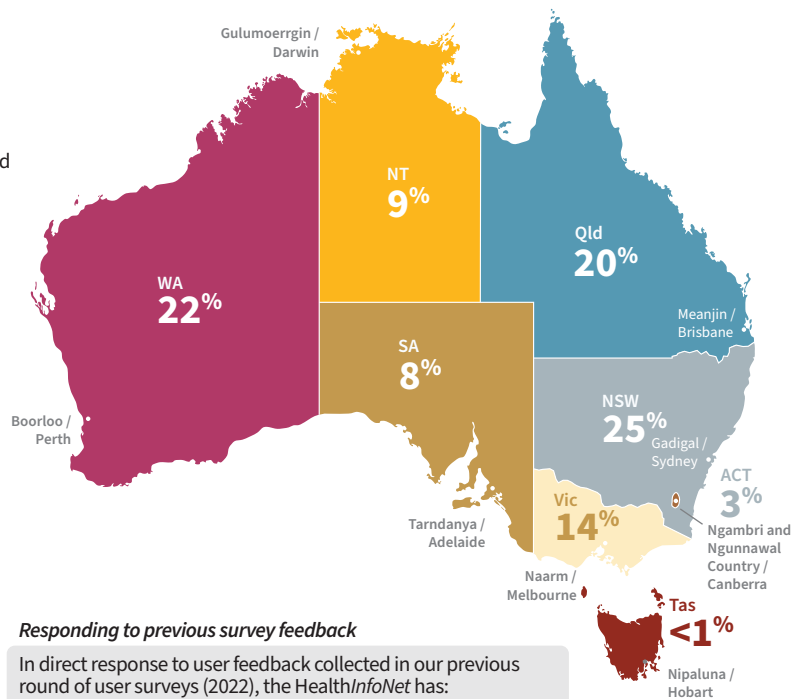 Gulumoerrgin /
Darwin
d
NT
9%
Qld
20%
WA
22%
Meanjin /
Brisbane
SA
8%
NSW
25%
Gadigal /
Sydney
Boorloo /
Perth
ACT
3%
Vic
14%
Tarndanya /
Adelaide
Ngambri and
Ngunnawal
Country /
Canberra
Naarm /
Melbourne
Tas
<1%
Nipaluna /
Hobart
Responding to previous survey feedback
In direct response to user feedback collected in our previous
round of user surveys (2022), the HealthInfoNet has: